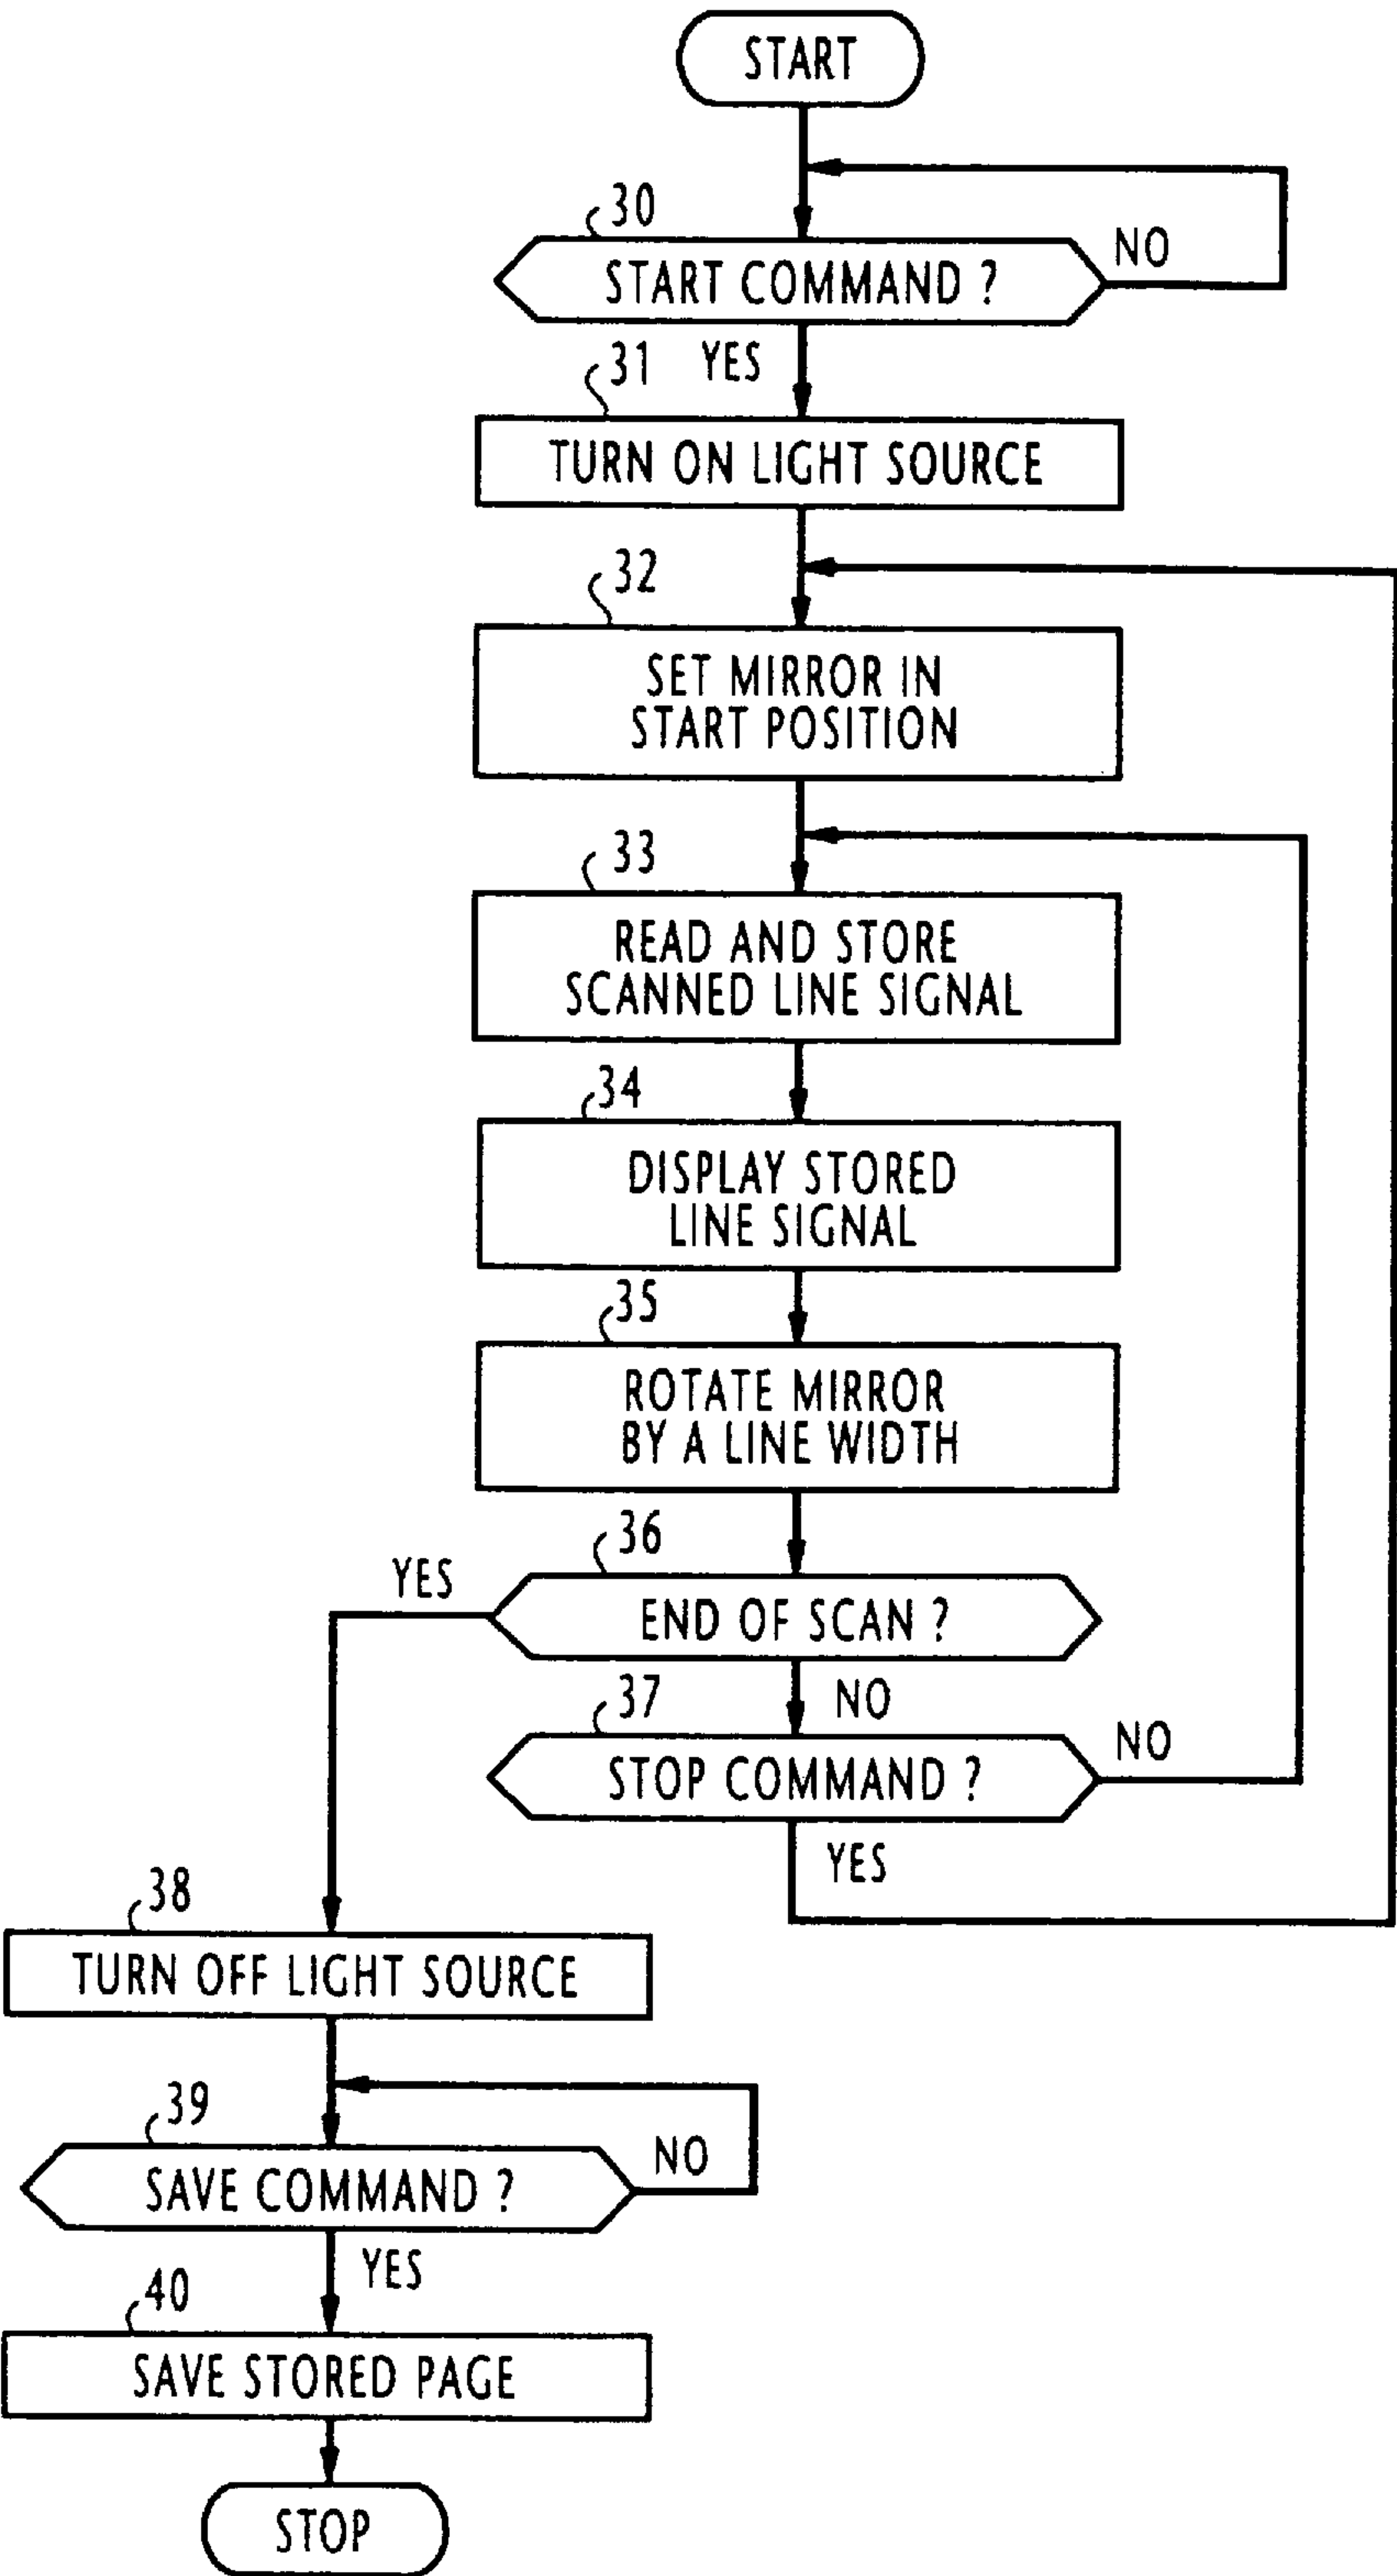 START
30
START COMMAND ?
NO
YES
31
TURN ON LIGHT SOURCE
32
SET MIRROR IN
START POSITION
33
READ AND STORE
SCANNED LINE SIGNAL
34
DISPLAY STORED
LINE SIGNAL
35
ROTATE MIRROR
BY A LINE WIDTH
36
YES
END OF SCAN ?
NO
37
STOP COMMAND ?
NO
YES
38
TURN OFF LIGHT SOURCE
39
SAVE COMMAND ?
NO
YES
40
SAVE STORED PAGE
STOP